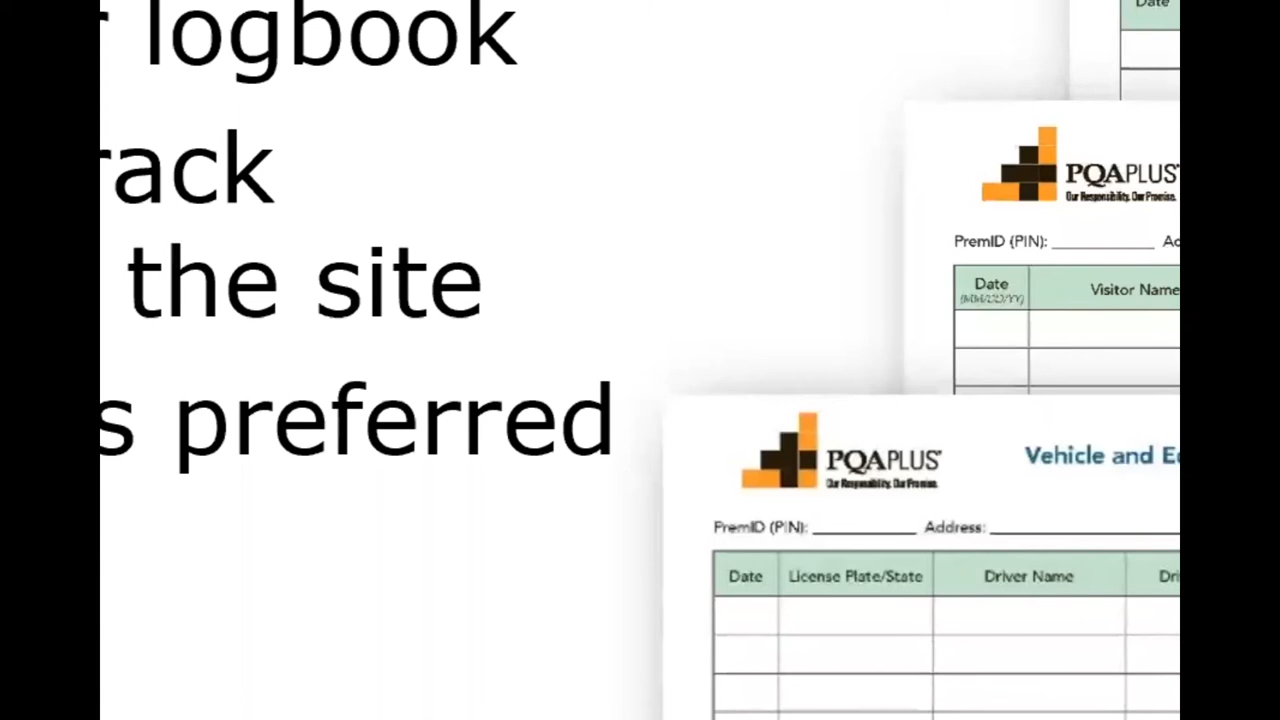 logbook
rack
the site
s preferred
Date
PQAPLUS
Our Responsibility. Our Promise.
PremID (PIN):
Date
(MM/DD/YY)
Visitor Name
PQAPLUS
Our Responsibility. Our Promise.
Vehicle and E
PremID (PIN): Address:
Date License Plate/State Driver Name Dri